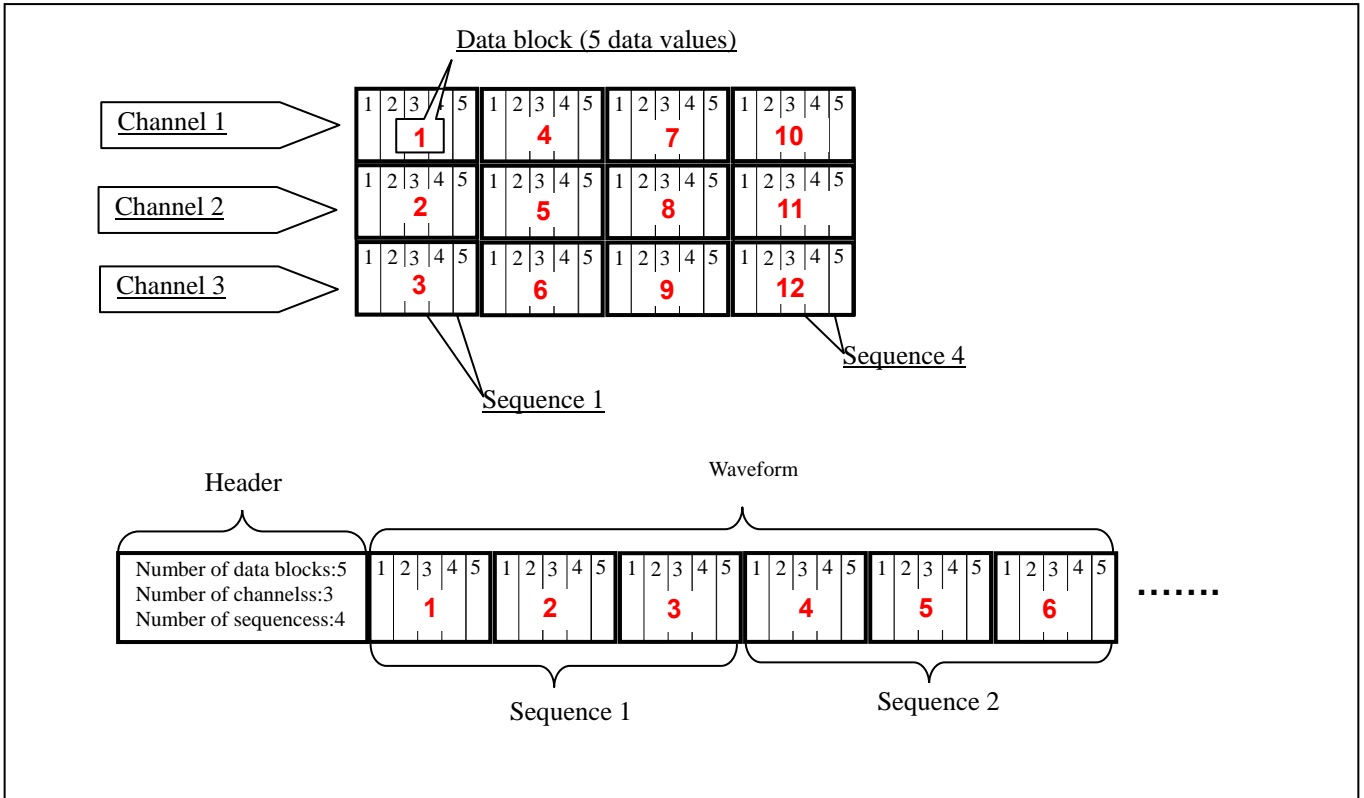 Data block (5 data values)
Channel 1
1 2 3 4 5 1 2 3 4 5 1 2 3 4 5 1 2 3 4 5
1 4 7 10
Channel 2
1 2 3 4 5 1 2 3 4 5 1 2 3 4 5 1 2 3 4 5
2 5 8 11
Channel 3
1 2 3 4 5 1 2 3 4 5 1 2 3 4 5 1 2 3 4 5
3 6 9 12
Sequence 4
Sequence 1
Waveform
Header
Number of data blocks:5
Number of channelss:3
Number of sequencess:4
1 2 3 4 5 1 2 3 4 5 1 2 3 4 5 1 2 3 4 5 1 2 3 4 5 1 2 3 4 5
1 2 3 4 5 6 .......
Sequence 1
Sequence 2